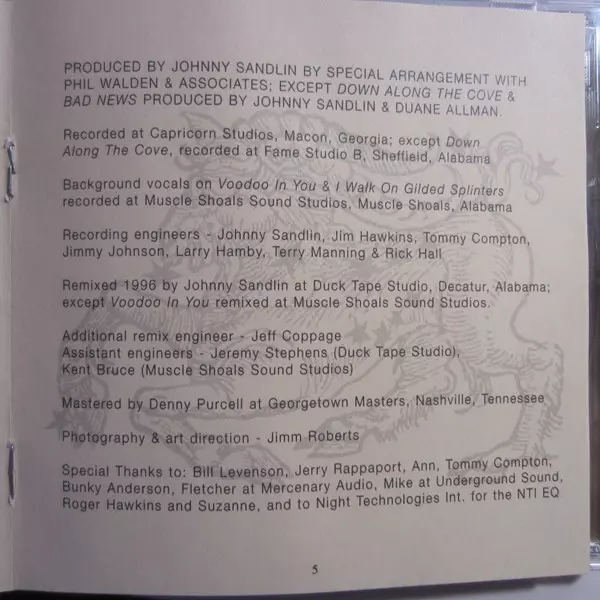 PRODUCED BY JOHNNY SANDLIN BY SPECIAL ARRANGEMENT WITH
PHIL WALDEN & ASSOCIATES; EXCEPT DOWN ALONG THE COVE &
BAD NEWS PRODUCED BY JOHNNY SANDLIN & DUANE ALLMAN.
Recorded at Capricorn Studios, Macon, Georgia; except Down
Along The Cove, recorded at Fame Studio B, Sheffield, Alabama
Background vocals on Voodoo In You & I Walk On Gilded Splinters
recorded at Muscle Shoals Sound Studios, Muscle Shoals, Alabama
Recording engineers - Johnny Sandlin, Jim Hawkins, Tommy Compton,
Jimmy Johnson, Larry Hamby, Terry Manning & Rick Hall
Remixed 1996 by Johnny Sandlin at Duck Tape Studio, Decatur, Alabama;
except Voodoo In You remixed at Muscle Shoals Sound Studios.
Additional remix engineer - Jeff Coppage
Assistant engineers - Jeremy Stephens (Duck Tape Studio),
Kent Bruce (Muscle Shoals Sound Studios)
Mastered by Denny Purcell at Georgetown Masters, Nashville, Tennessee
Photography & art direction - Jimm Roberts
Special Thanks to: Bill Levenson, Jerry Rappaport, Ann, Tommy Compton,
Bunky Anderson, Fletcher at Mercenary Audio, Mike at Underground Sound,
Roger Hawkins and Suzanne, and to Night Technologies Int. for the NTI EQ
5